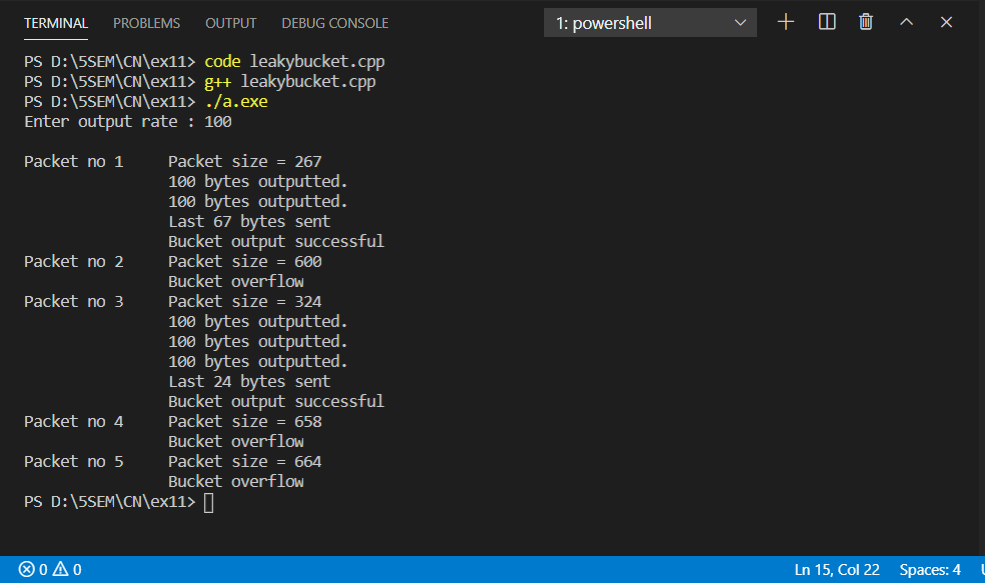 TERMINAL PROBLEMS OUTPUT DEBUG CONSOLE 1: powershell
PS D:\5SEM\CN\ex11> code leakybucket.cpp
PS D:\5SEM\CN\ex11> g++ leakybucket.cpp
PS D:\5SEM\CN\ex11> ./a.exe
Enter output rate : 100
Packet no 1 Packet size = 267
100 bytes outputted.
100 bytes outputted.
Last 67 bytes sent
Bucket output successful
Packet no 2 Packet size = 600
Bucket overflow
Packet no 3 Packet size = 324
100 bytes outputted.
100 bytes outputted.
100 bytes outputted.
Last 24 bytes sent
Bucket output successful
Packet no 4 Packet size = 658
Bucket overflow
Packet no 5 Packet size = 664
Bucket overflow
PS D:\5SEM\CN\ex11>
0 0 Ln 15, Col 22 Spaces: 4